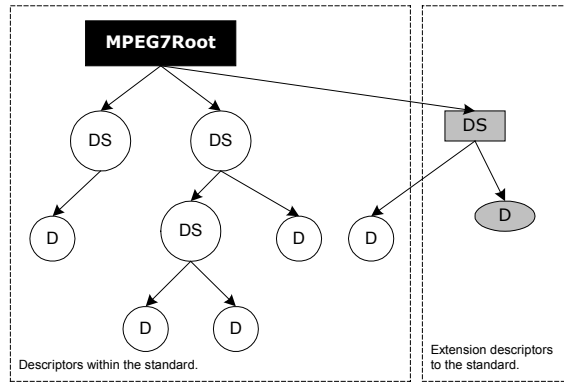 MPEG7Root
DS
DS
DS
D
DS
D
D
D
D
D
Descriptors within the standard.
Extension descriptors
to the standard.